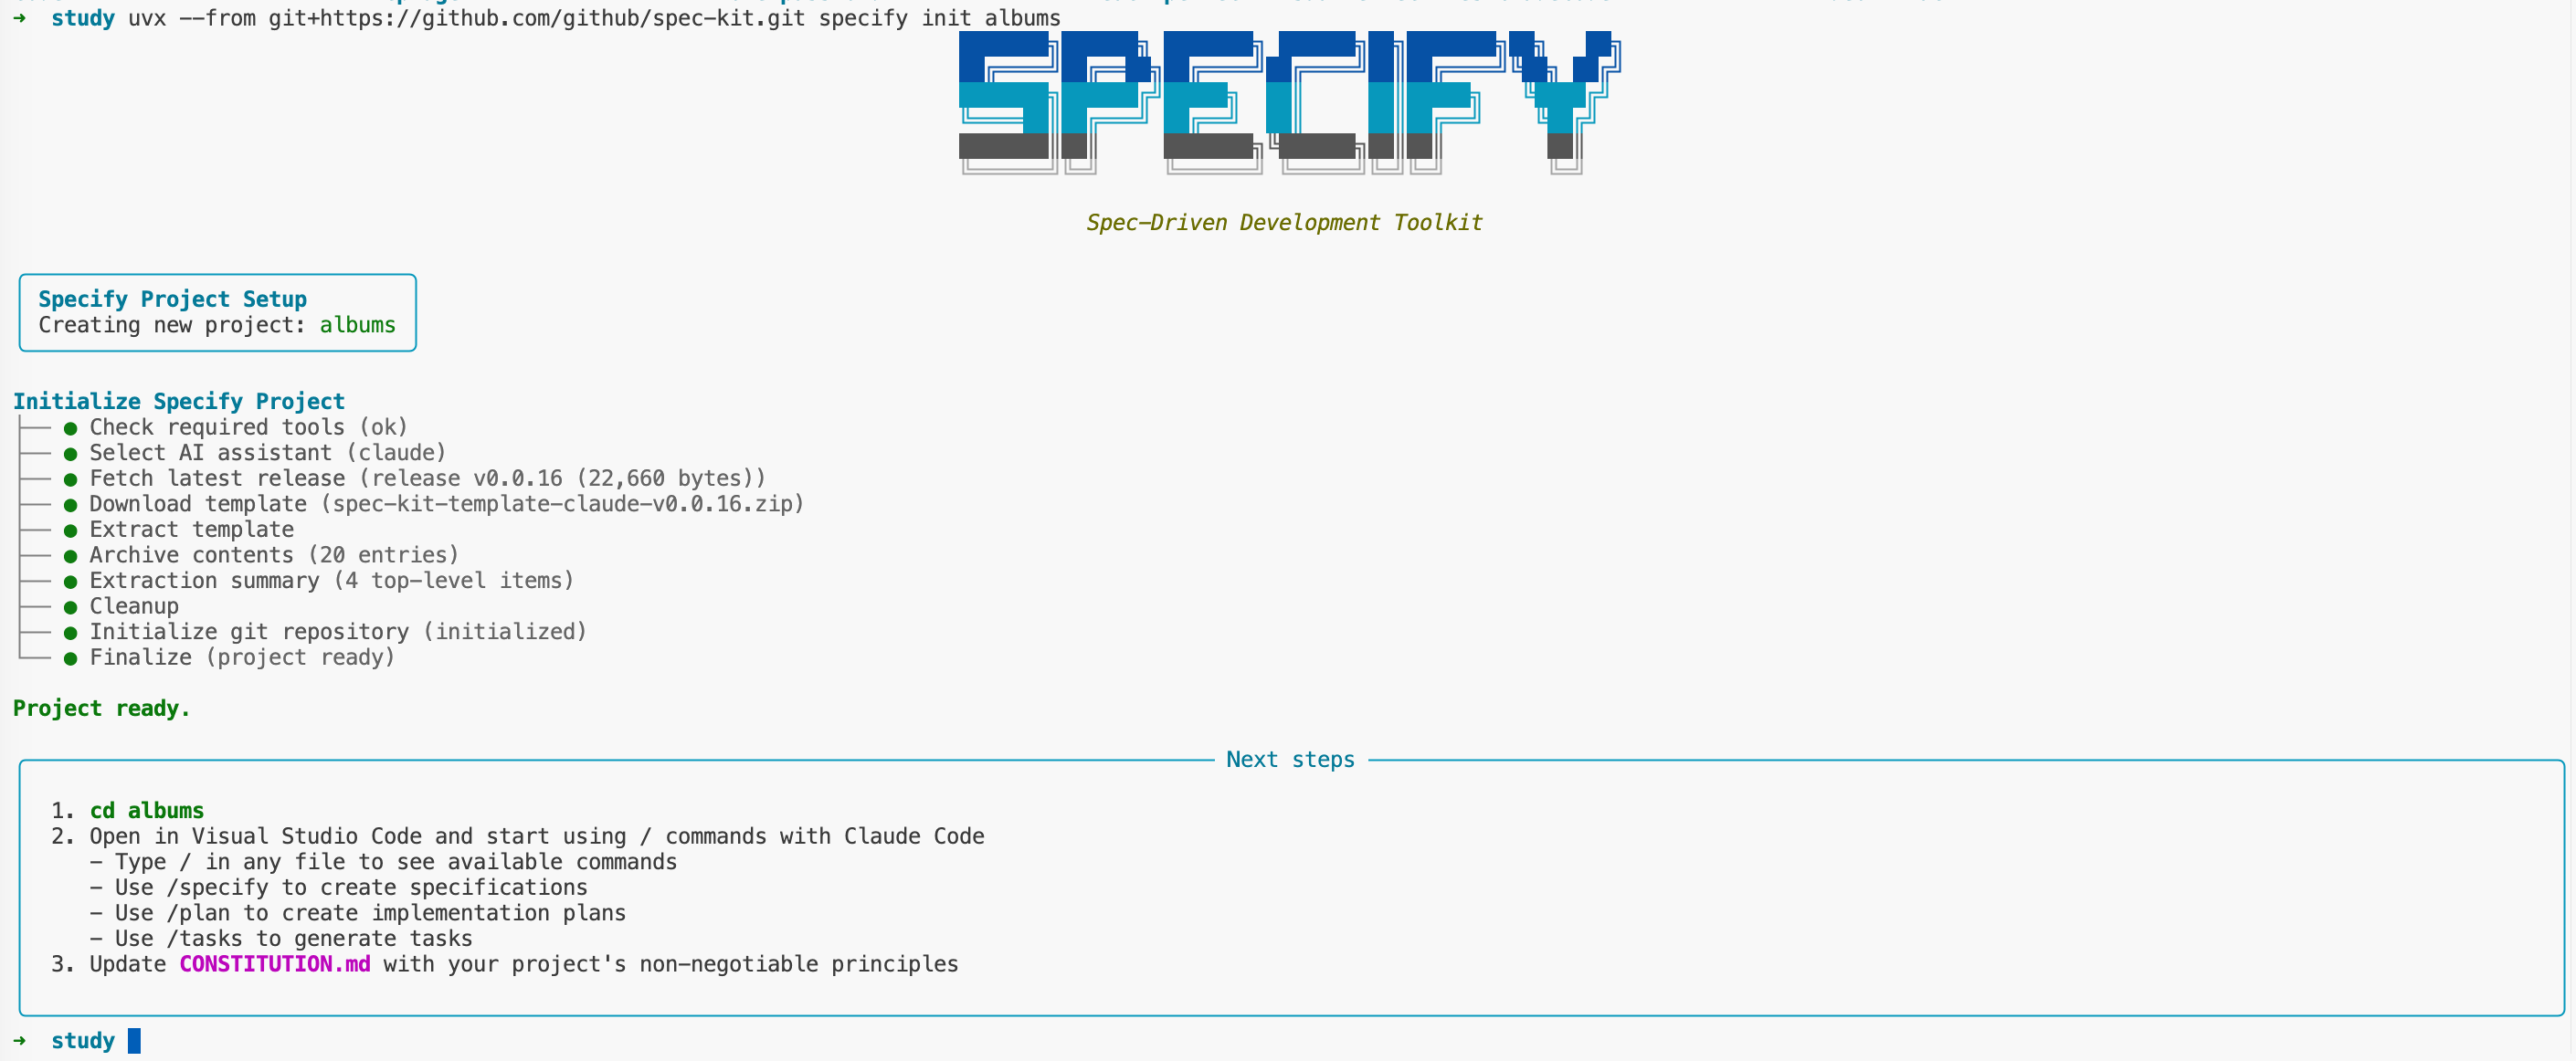 ➜  study uvx --from git+https://github.com/github/spec-kit.git specify init albums
SPECIFY
Spec-Driven Development Toolkit
Specify Project Setup
Creating new project: albums
Initialize Specify Project
├── ● Check required tools (ok)
├── ● Select AI assistant (claude)
├── ● Fetch latest release (release v0.0.16 (22,660 bytes))
├── ● Download template (spec-kit-template-claude-v0.0.16.zip)
├── ● Extract template
├── ● Archive contents (20 entries)
├── ● Extraction summary (4 top-level items)
├── ● Cleanup
├── ● Initialize git repository (initialized)
└── ● Finalize (project ready)
Project ready.
Next steps
1. cd albums
2. Open in Visual Studio Code and start using / commands with Claude Code
- Type / in any file to see available commands
- Use /specify to create specifications
- Use /plan to create implementation plans
- Use /tasks to generate tasks
3. Update CONSTITUTION.md with your project's non-negotiable principles
➜  study